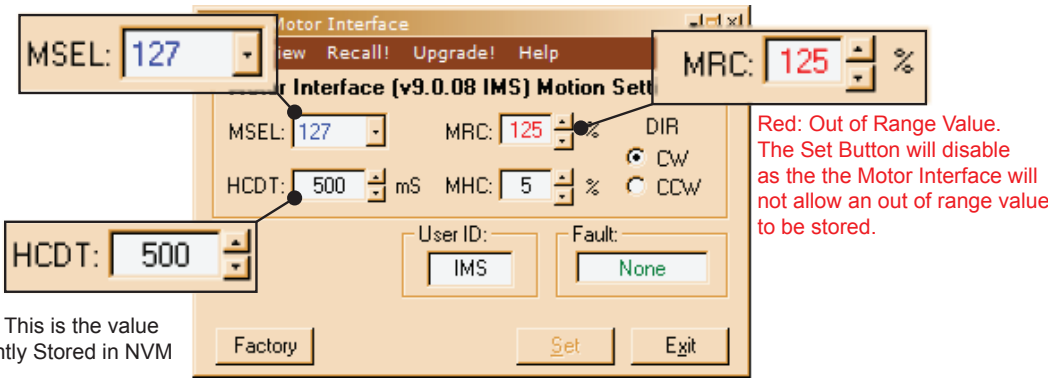 Motor Interface
MSEL: 127
Recall! Upgrade! Help
MRC: 125 %
Interface (v9.0.08 IMS) Motion
MSEL: 127 MRC: 125 % DIR
CW
HCDT: 500 mS MHC: 5 % CCW
Red: Out of Range Value.
The Set Button will disable
as the the Motor Interface will
not allow an out of range value
to be stored.
HCDT: 500
User ID: Fault:
IMS None
This is the value
Stored in NVM
Factory Set Exit